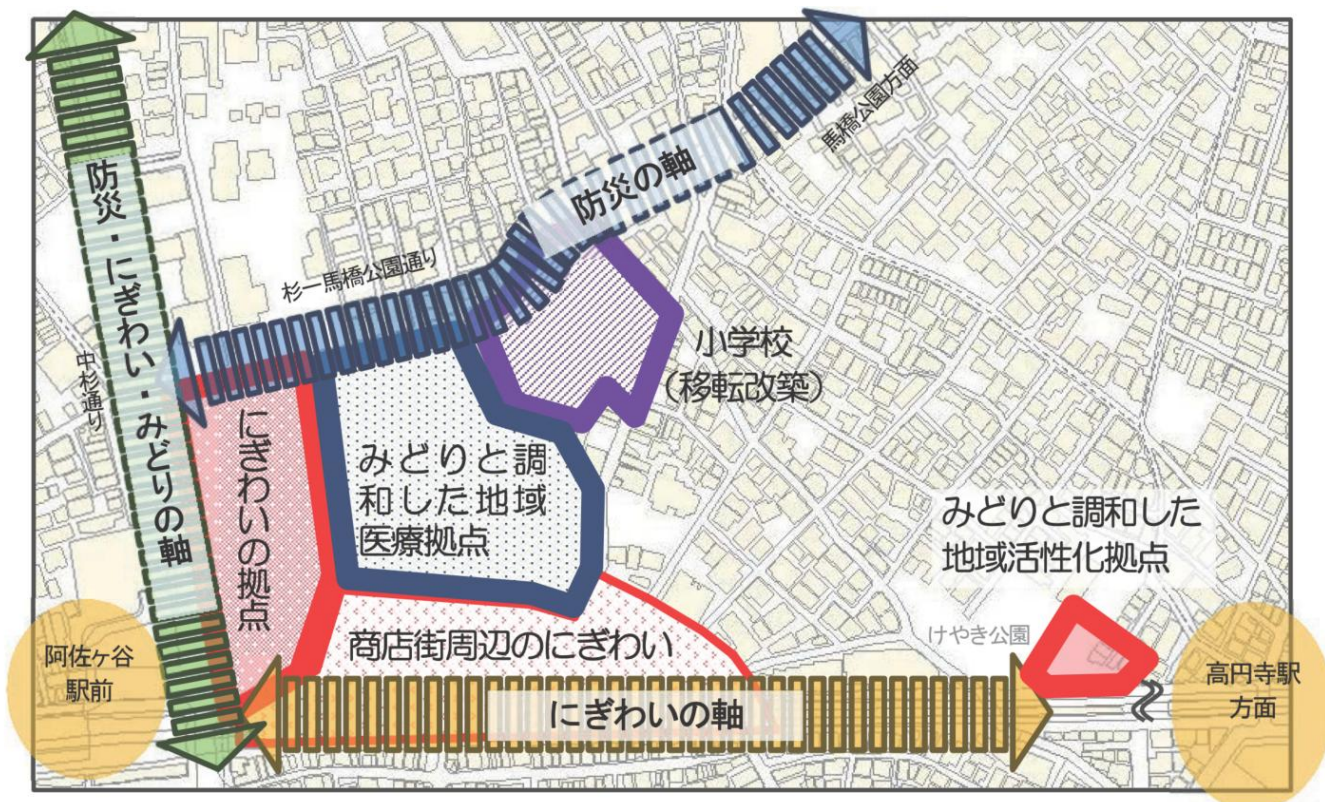 馬橋公園方面
防災の軸
防災・にぎわい・みどりの軸
杉一馬橋公園通り
中杉通り
小学校
（移転改築）
にぎわいの拠点
みどりと調
和した地域
医療拠点
みどりと調和した
地域活性化拠点
けやき公園
商店街周辺のにぎわい
阿佐ヶ谷
駅前
高円寺駅
方面
にぎわいの軸